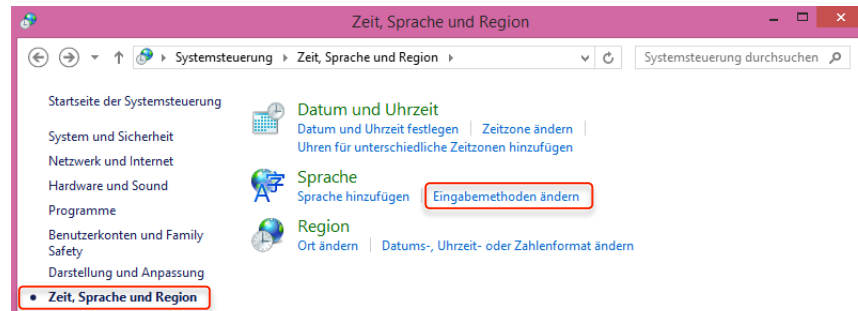 Zeit, Sprache und Region
Systemsteuerung Zeit, Sprache und Region Systemsteuerung durchsuchen
Startseite der Systemsteuerung
System und Sicherheit
Netzwerk und Internet
Hardware und Sound
Programme
Benutzerkonten und Family
Safety
Darstellung und Anpassung
Zeit, Sprache und Region
Datum und Uhrzeit
Datum und Uhrzeit festlegen Zeitzone ändern
Uhren für unterschiedliche Zeitzonen hinzufügen
Sprache
Sprache hinzufügen Eingabemethoden ändern
Region
Ort ändern Datums-, Uhrzeit- oder Zahlenformat ändern